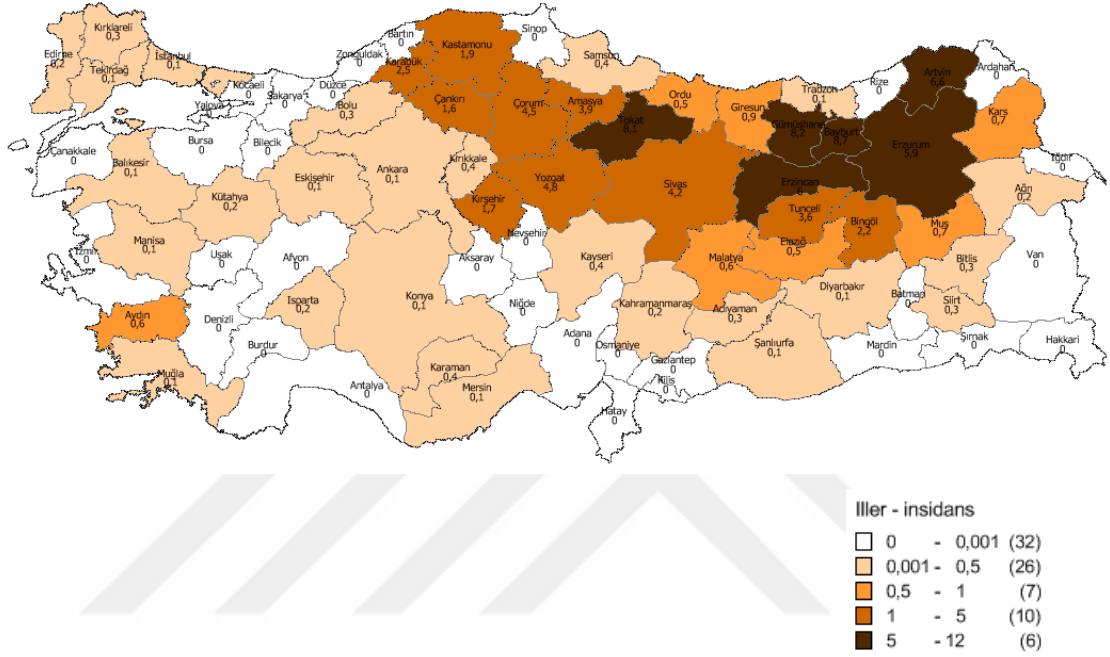 Kırklareli
0,3
Edirne
0,2
Tekirdağ
0,1
İstanbul
0,1
Kocaeli
0
Yalova
0
Sakarya
0
Düzce
0
Zonguldak
0
Bartın
0
Karabük
2,5
Kastamonu
1,9
Sinop
0
Samsun
0,4
Çankırı
1,6
Çorum
4,5
Amasya
3,9
Tokat
8,1
Ordu
0,5
Giresun
0,9
Gümüşhane
8,2
Trabzon
0,1
Bayburt
8,7
Rize
0
Artvin
6,6
Ardahan
0
Kars
0,7
Iğdır
0
Erzurum
5,9
Ağrı
0,2
Çanakkale
0
Balıkesir
0,1
Bursa
0
Bilecik
0
Bolu
0,3
Eskişehir
0,1
Kütahya
0,2
Ankara
0,1
Kırıkkale
0,4
Kırşehir
1,7
Yozgat
4,8
Sivas
4,2
Erzincan
Tunceli
3,6
Bingöl
2,2
Muş
0,7
Elazığ
0,5
Malatya
0,6
Bitlis
0,3
Van
0
İzmir
0
Manisa
0,1
Uşak
0
Afyon
0
Aydın
0,6
Denizli
0
Isparta
0,2
Burdur
0
Muğla
0,1
Antalya
0
Konya
0,1
Karaman
0,4
Mersin
0,1
Aksaray
0
Nevşehir
0
Niğde
0
Kayseri
0,4
Adana
0
Osmaniye
0
Kahramanmaraş
0,2
Adıyaman
0,3
Gaziantep
0
Kilis
0
Hatay
0
Şanlıurfa
0,1
Diyarbakır
0,1
Batman
0
Siirt
0,3
Mardin
0
Şırnak
0
Hakkari
0
Iller - insidans
0 - 0,001 (32)
0,001 - 0,5 (26)
0,5 - 1 (7)
1 - 5 (10)
5 - 12 (6)